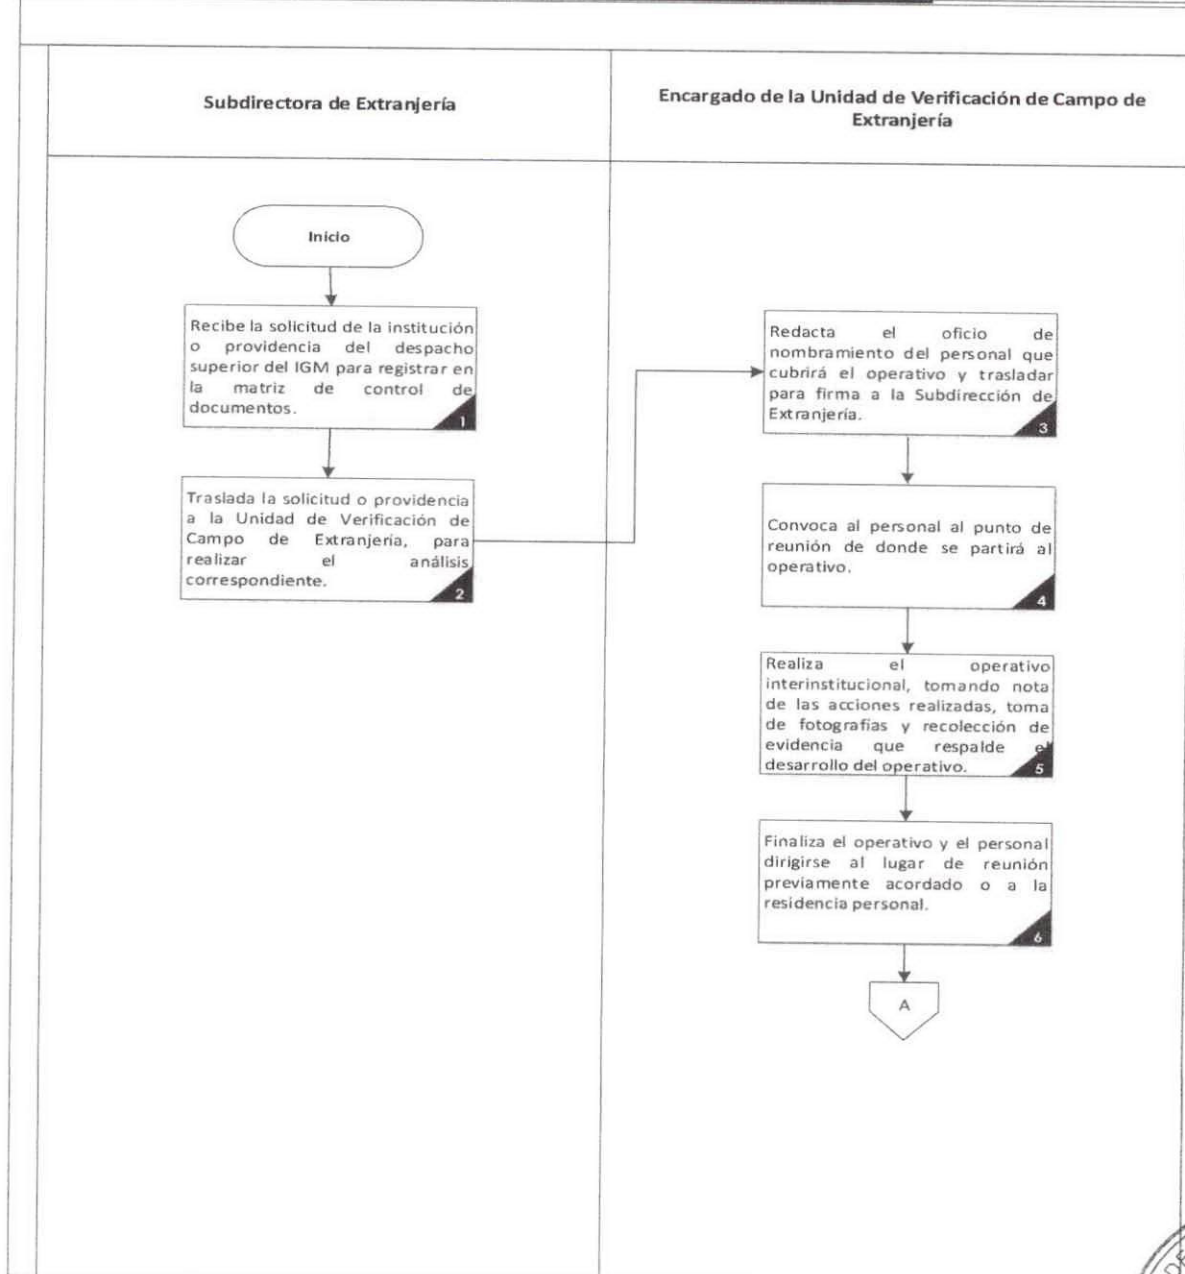 Subdirectora de Extranjería
Encargado de la Unidad de Verificación de Campo de
Extranjería
Inicio
Recibe la solicitud de la institución
o providencia del despacho
superior del IGM para registrar en
la matriz de control de
documentos.
1
Traslada la solicitud o providencia
a la Unidad de Verificación de
Campo de Extranjería, para
realizar el análisis
correspondiente.
2
Redacta el oficio de
nombramiento del personal que
cubrirá el operativo y trasladar
para firma a la Subdirección de
Extranjería.
3
Convoca al personal al punto de
reunión de donde se partirá al
operativo.
4
Realiza el operativo
interinstitucional, tomando nota
de las acciones realizadas, toma
de fotografías y recolección de
evidencia que respalde el
desarrollo del operativo.
5
Finaliza el operativo y el personal
dirigirse al lugar de reunión
previamente acordado o a la
residencia personal.
6
A
DE